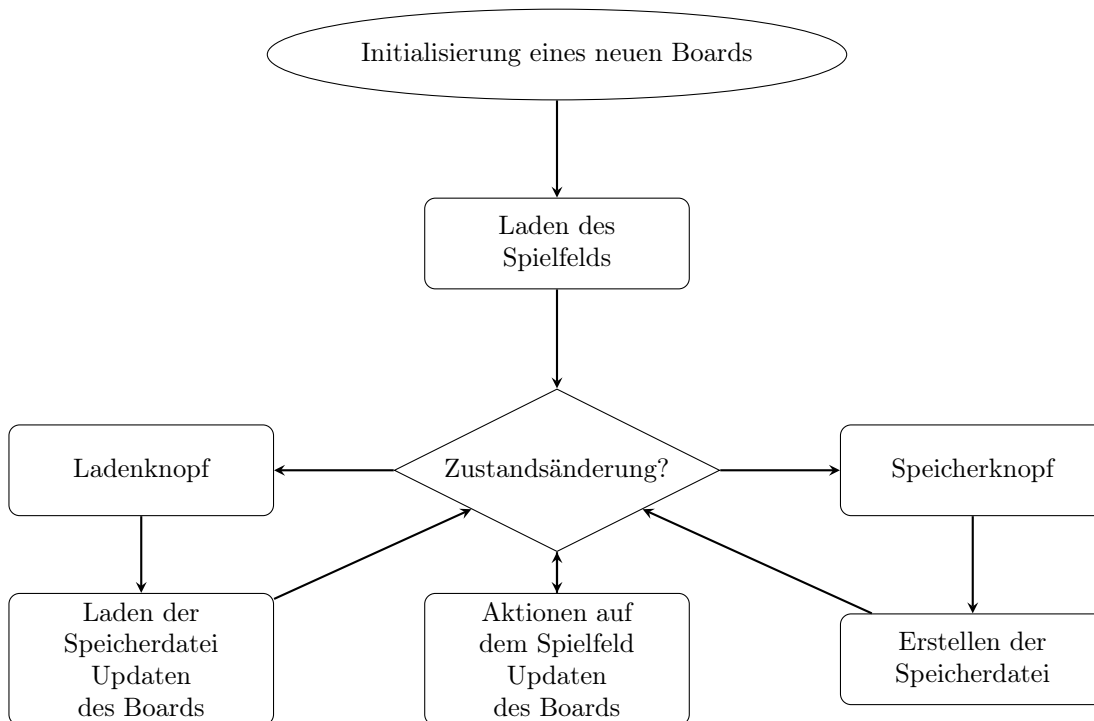 Initialisierung eines neuen Boards
Laden des
Spielfelds
Ladenknopf
Zustandsänderung?
Speicherknopf
Laden der
Speicherdatei
Updaten
des Boards
Aktionen auf
dem Spielfeld
Updaten
des Boards
Erstellen der
Speicherdatei